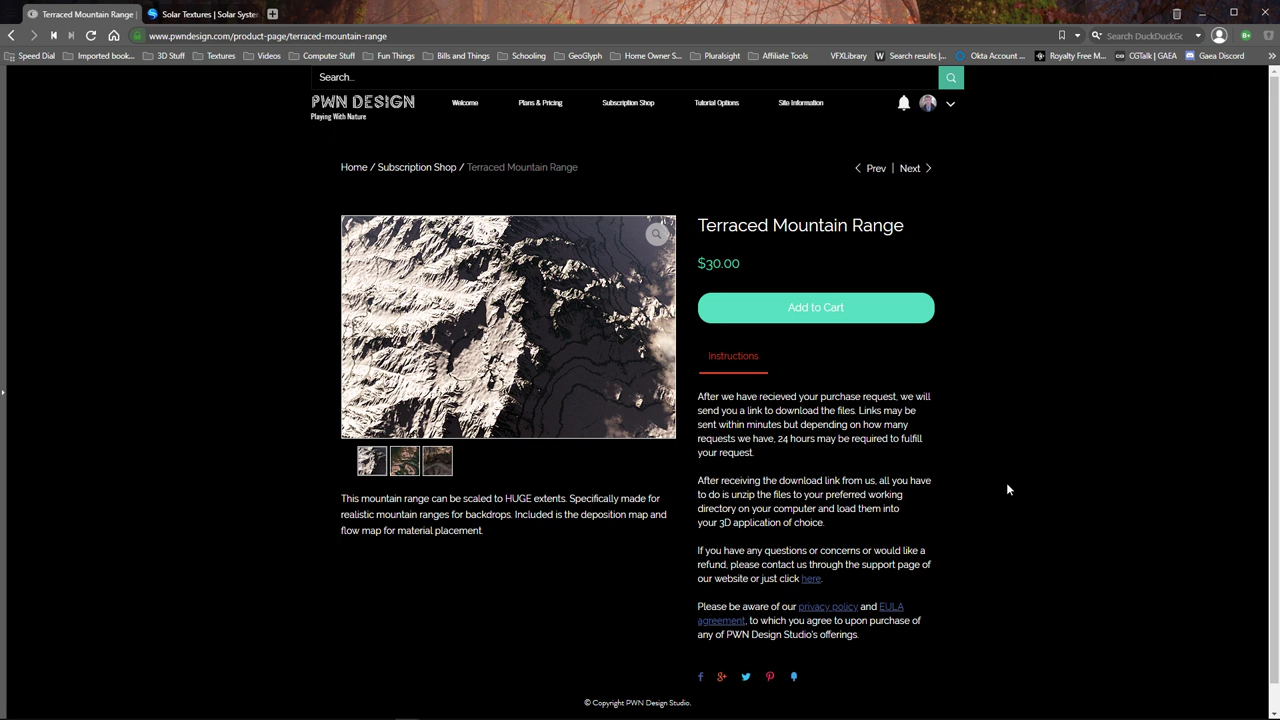 Terraced Mountain Range |
Solar Textures | Solar Syste
www.pwndesign.com/product-page/terraced-mountain-range
Search DuckDuckGo
Speed Dial
Imported book...
3D Stuff
Textures
Videos
Computer Stuff
Fun Things
Bills and Things
Schooling
GeoGlyph
Home Owner S...
Pluralsight
Affiliate Tools
VFXLibrary
Search results |...
Okta Account ...
Royalty Free M...
CGTalk | GAEA
Gaea Discord
Search...
PWN DESIGN
Playing With Nature
Welcome
Plans & Pricing
Subscription Shop
Tutorial Options
Site Information
Home / Subscription Shop / Terraced Mountain Range
Prev | Next
Terraced Mountain Range
$30.00
Add to Cart
Instructions
After we have recieved your purchase request, we will
send you a link to download the files. Links may be
sent within minutes but depending on how many
requests we have, 24 hours may be required to fulfill
your request.
After receiving the download link from us, all you have
to do is unzip the files to your preferred working
directory on your computer and load them into
your 3D application of choice.
If you have any questions or concerns or would like a
refund, please contact us through the support page of
our website or just click here.
Please be aware of our privacy policy and EULA
agreement, to which you agree to upon purchase of
any of PWN Design Studio's offerings.
This mountain range can be scaled to HUGE extents. Specifically made for
realistic mountain ranges for backdrops. Included is the deposition map and
flow map for material placement.
© Copyright PWN Design Studio.